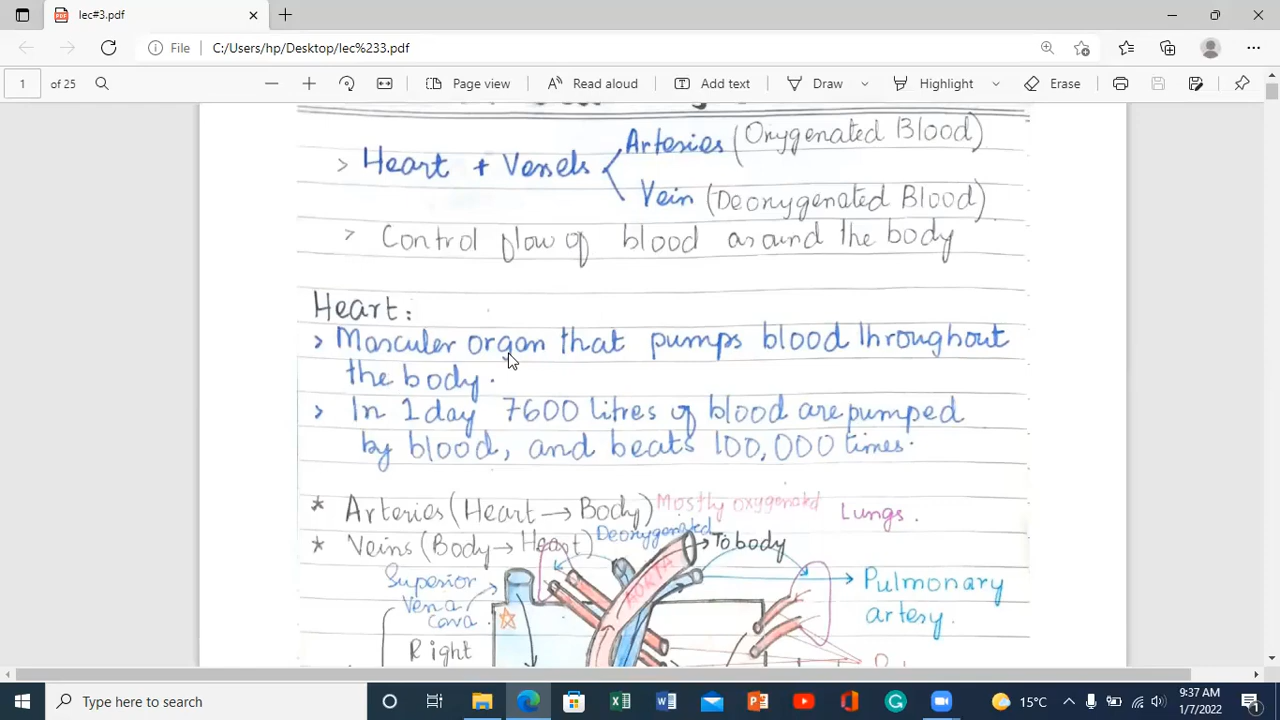 lec#3.pdf
File C:/Users/hp/Desktop/lec%233.pdf
1 of 25 Page view Read aloud Add text Draw Highlight Erase
Arteries (Oxygenated Blood)
> Heart + Vessels
Vein (Deoxygenated Blood)
> Control flow of blood around the body
Heart:
> Mascular organ that pumps blood throughout
the body.
> In 1 day 7600 litres of blood are pumped
by blood, and beats 100,000 times.
* Arteries (Heart → Body) Mostly oxygenated Lungs.
* Veins (Body → Heart) Deoxygenated → To body
Superior
Vena
cava
AORTA
→ Pulmonary
artery.
Right
Type here to search
15°C
9:37 AM
1/7/2022